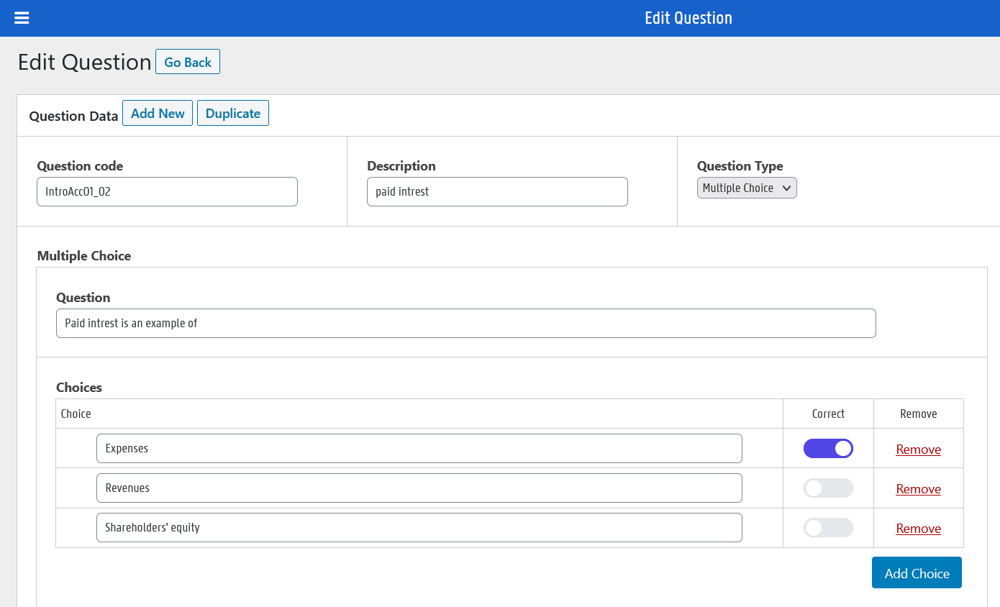 Edit Question
Edit Question Go Back
Question Data Add New Duplicate
Question code Description Question Type
IntroAcc01_02 paid intrest Multiple Choice
Multiple Choice
Question
Paid intrest is an example of
Choices
Choice Correct Remove
Expenses Remove
Revenues Remove
Shareholders' equity Remove
Add Choice